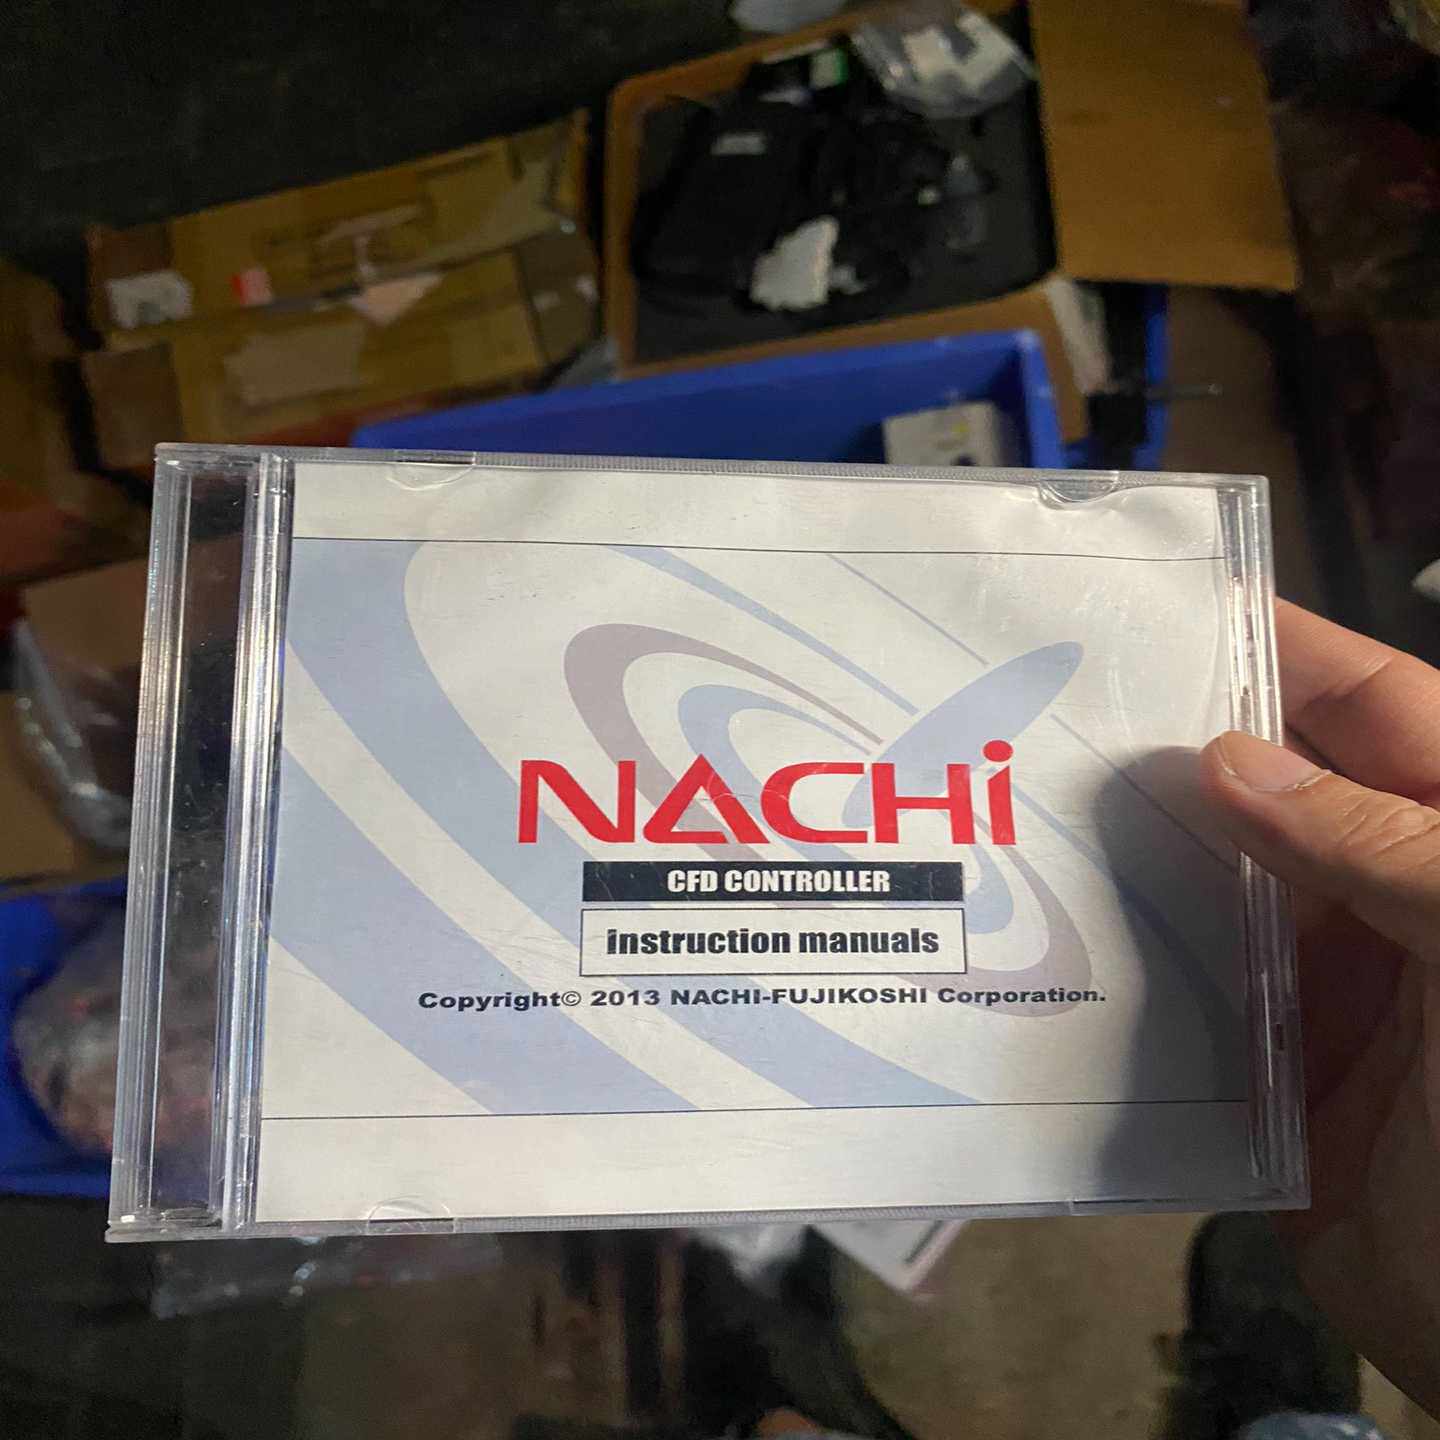 NACHi
CFD CONTROLLER
instruction manuals
Copyright© 2013 NACHI-FUJIKOSHI Corporation.